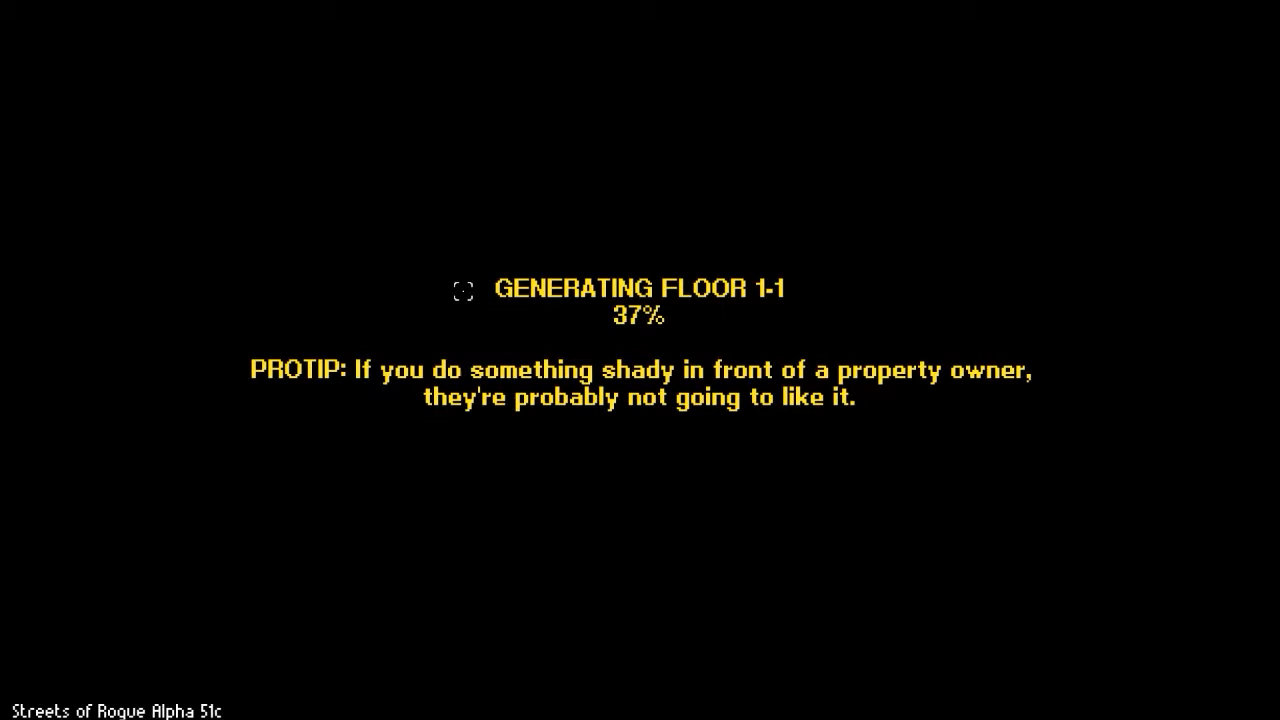 GENERATING FLOOR 1-1
37%
PROTIP: If you do something shady in front of a property owner,
they're probably not going to like it.
Streets of Rogue Alpha 51c